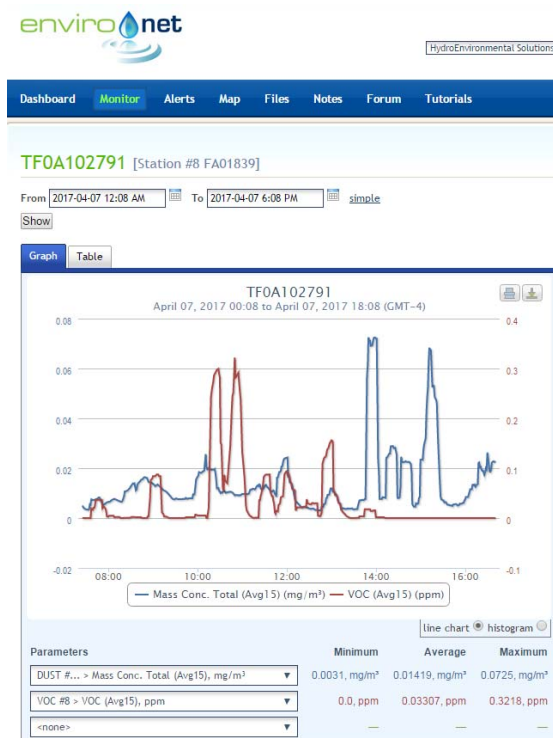 enviro net
HydroEnvironmental Solutions
Dashboard Monitor Alerts Map Files Notes Forum Tutorials
TF0A102791 [Station #8 FA01839]
From 2017-04-07 12:08 AM To 2017-04-07 6:08 PM simple
Show
Graph Table
TF0A102791
April 07, 2017 00:08 to April 07, 2017 18:08 (GMT-4)
0.08 0.4
0.06 0.3
0.04 0.2
0.02 0.1
0 0
-0.02 -0.1
08:00 10:00 12:00 14:00 16:00
Mass Conc. Total (Avg15) (mg/m³) VOC (Avg15) (ppm)
line chart histogram
Parameters Minimum Average Maximum
DUST #... > Mass Conc. Total (Avg15), mg/m³ 0.0031, mg/m³ 0.01419, mg/m³ 0.0725, mg/m³
VOC #8 > VOC (Avg15), ppm 0.0, ppm 0.03307, ppm 0.3218, ppm
<none> — — —